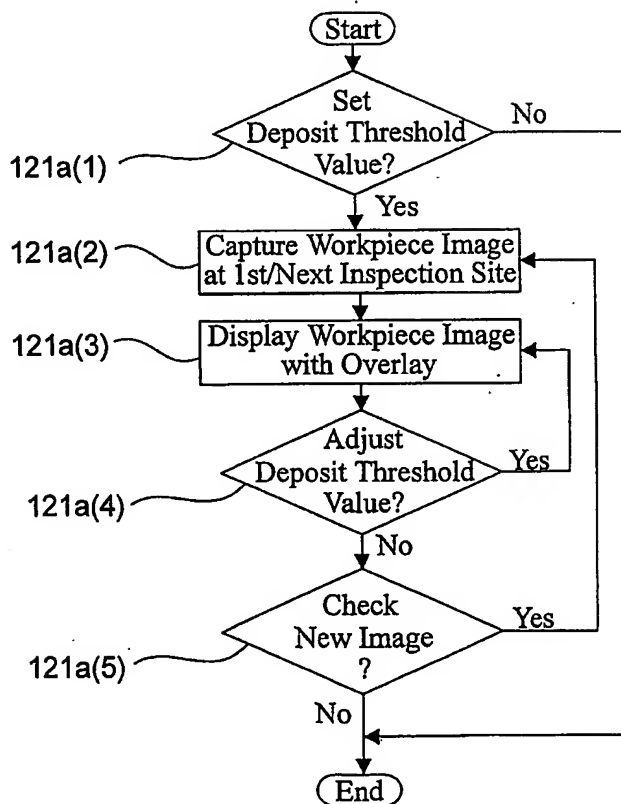 Start
Set
Deposit Threshold
Value?
No
121a(1)
Yes
Capture Workpiece Image
at 1st/Next Inspection Site
121a(2)
Display Workpiece Image
with Overlay
121a(3)
Adjust
Deposit Threshold
Value?
Yes
121a(4)
No
Check
New Image
?
Yes
121a(5)
No
End